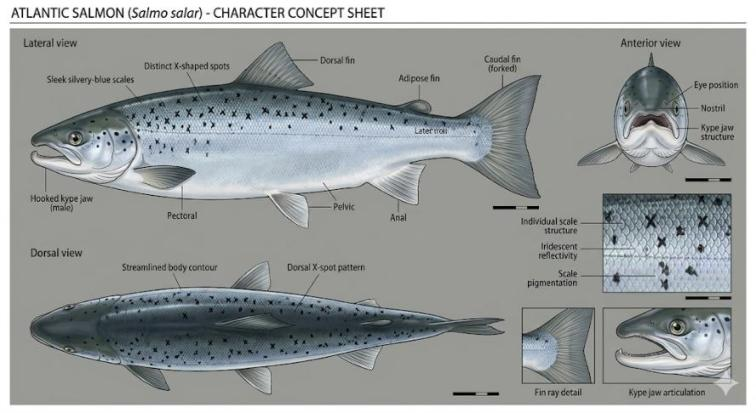 ATLANTIC SALMON (Salmo salar) - CHARACTER CONCEPT SHEET
Lateral view
Sleek silvery-blue scales
Distinct X-shaped spots
Dorsal fin
Adipose fin
Caudal fin
(forked)
Hooked kype jaw
(male)
Pectoral
Pelvic
Anal
Anterior view
Eye position
Nostril
Kype jaw
structure
Individual scale
structure
Iridescent
reflectivity
Scale
pigmentation
Dorsal view
Streamlined body contour
Dorsal X-spot pattern
Fin ray detail
Kype jaw articulation